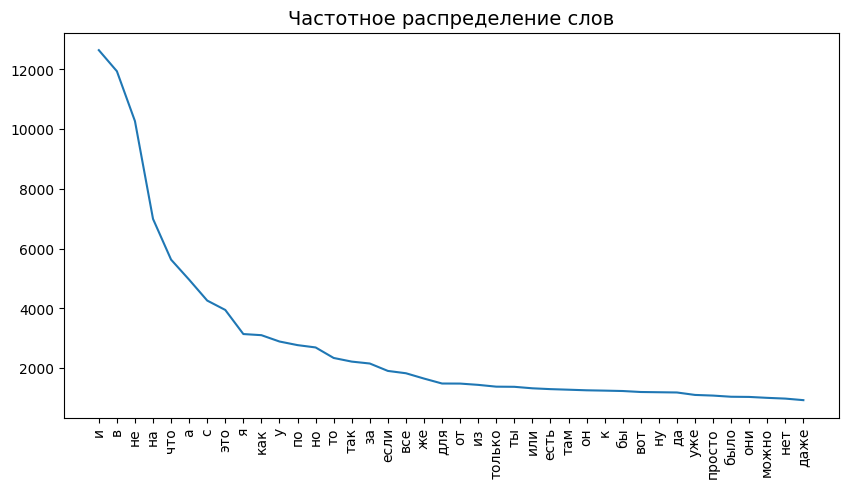 Частотное распределение слов
12000
10000
8000
6000
4000
2000
и
в
не
на
что
а
с
это
я
как
у
по
но
то
так
за
если
все
же
для
от
из
только
ты
или
есть
там
он
к
бы
вот
ну
да
уже
просто
было
они
можно
нет
даже